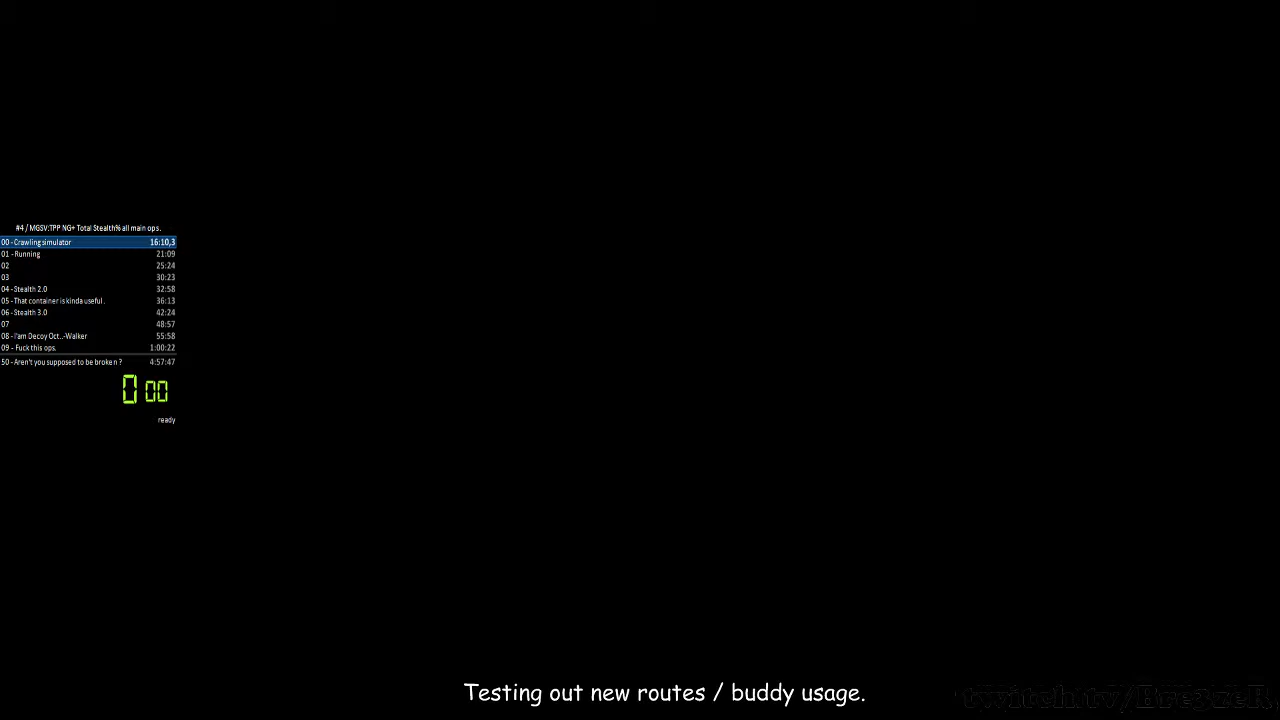 #4 / MGSV:TPP NG+ Total Stealth% all main ops.
00 - Crawling simulator 16:10,3
01 - Running 21:09
02 25:24
03 30:23
04 - Stealth 2.0 32:58
05 - That container is kinda useful. 36:13
06 - Stealth 3.0 42:24
07 48:57
08 - I'am Decoy Oct..-Walker 55:58
09 - Fuck this ops. 1:00:22
50 - Aren't you supposed to be broken ? 4:57:47
0 00
ready
Testing out new routes / buddy usage.
twitch.tv/Bre3zeR